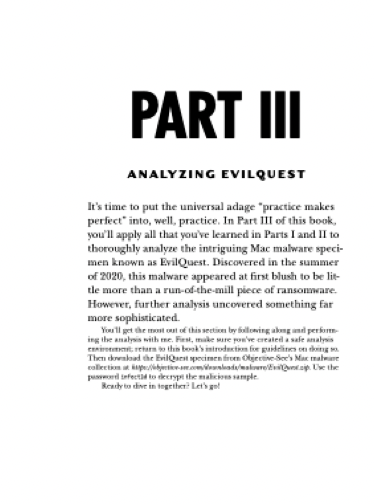 PART III
ANALYZING EVILQUEST
It's time to put the universal adage "practice makes
perfect" into, well, practice. In Part III of this book,
you'll apply all that you've learned in Parts I and II to
thoroughly analyze the intriguing Mac malware speci-
men known as EvilQuest. Discovered in the summer
of 2020, this malware appeared at first blush to be lit-
tle more than a run-of-the-mill piece of ransomware.
However, further analysis uncovered something far
more sophisticated.
You'll get the most out of this section by following along and perform-
ing the analysis with me. First, make sure you've created a safe analysis
environment; return to this book's introduction for guidelines on doing so.
Then download the EvilQuest specimen from Objective-See's Mac malware
collection at https://objective-see.com/downloads/malware/EvilQuest.zip. Use the
password infect3d to decrypt the malicious sample.
Ready to dive in together? Let's go!